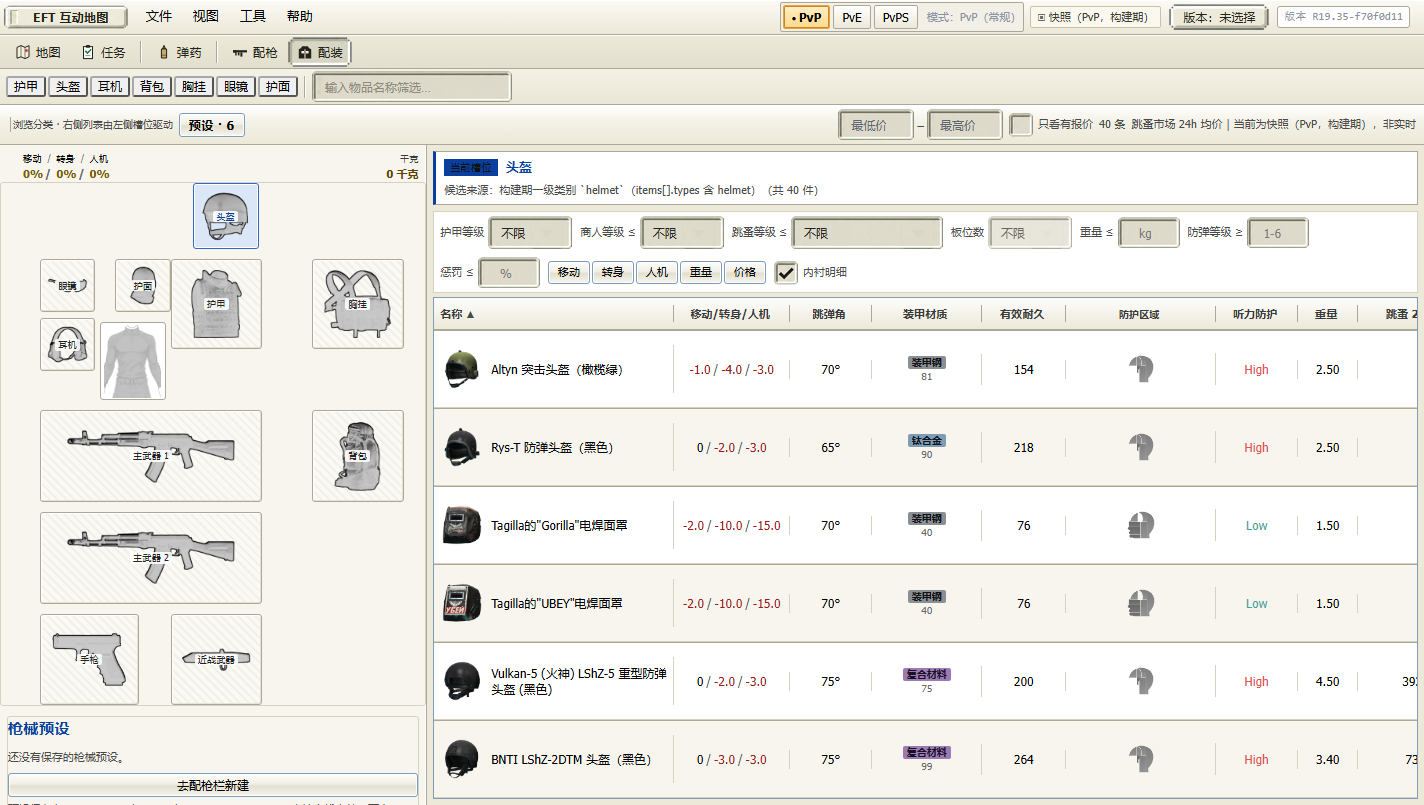 EFT 互动地图 文件 视图 工具 帮助 • PvP PvE PvPS 模式: PvP (常规) 快照 (PvP, 构建期) 版本: 未选择 版本 R19.35-f70f0d11
地图 任务 弹药 配枪 配装
护甲 头盔 耳机 背包 胸挂 眼镜 护面 输入物品名称筛选...
浏览分类 · 右侧列表由左侧槽位驱动 预设 · 6 最低价 – 最高价 只看有报价 40 条 跳蚤市场 24h 均价 | 当前为快照 (PvP, 构建期) , 非实时
移动 / 转身 / 人机 千克
0% / 0% / 0% 0 千克
头盔
眼镜 护面 护甲 胸挂
耳机
主武器 1 背包
主武器 2
手枪 近战武器
枪械预设
还没有保存的枪械预设。
去配枪栏新建
当前槽位 头盔
候选来源: 构建期一级类别 `helmet` (items[].types 含 helmet) (共 40 件)
护甲等级 不限 商人等级 ≤ 不限 跳蚤等级 ≤ 不限 板位数 不限 重量 ≤ kg 防弹等级 ≥ 1-6
惩罚 ≤ % 移动 转身 人机 重量 价格 内衬明细
名称 ▲ 移动/转身/人机 跳弹角 装甲材质 有效耐久 防护区域 听力防护 重量 跳蚤 2
Altyn 突击头盔 (橄榄绿) -1.0 / -4.0 / -3.0 70° 装甲钢 81 154 High 2.50
Rys-T 防弹头盔 (黑色) 0 / -2.0 / -3.0 65° 钛合金 90 218 High 2.50
Tagilla的"Gorilla"电焊面罩 -2.0 / -10.0 / -15.0 70° 装甲钢 40 76 Low 1.50
Tagilla的"UBEY"电焊面罩 -2.0 / -10.0 / -15.0 70° 装甲钢 40 76 Low 1.50
Vulkan-5 (火神) LShZ-5 重型防弹头盔 (黑色) 0 / -2.0 / -3.0 75° 复合材料 75 200 High 4.50 39
BNTI LShZ-2DTM 头盔 (黑色) 0 / -3.0 / -3.0 75° 复合材料 99 264 High 3.40 73